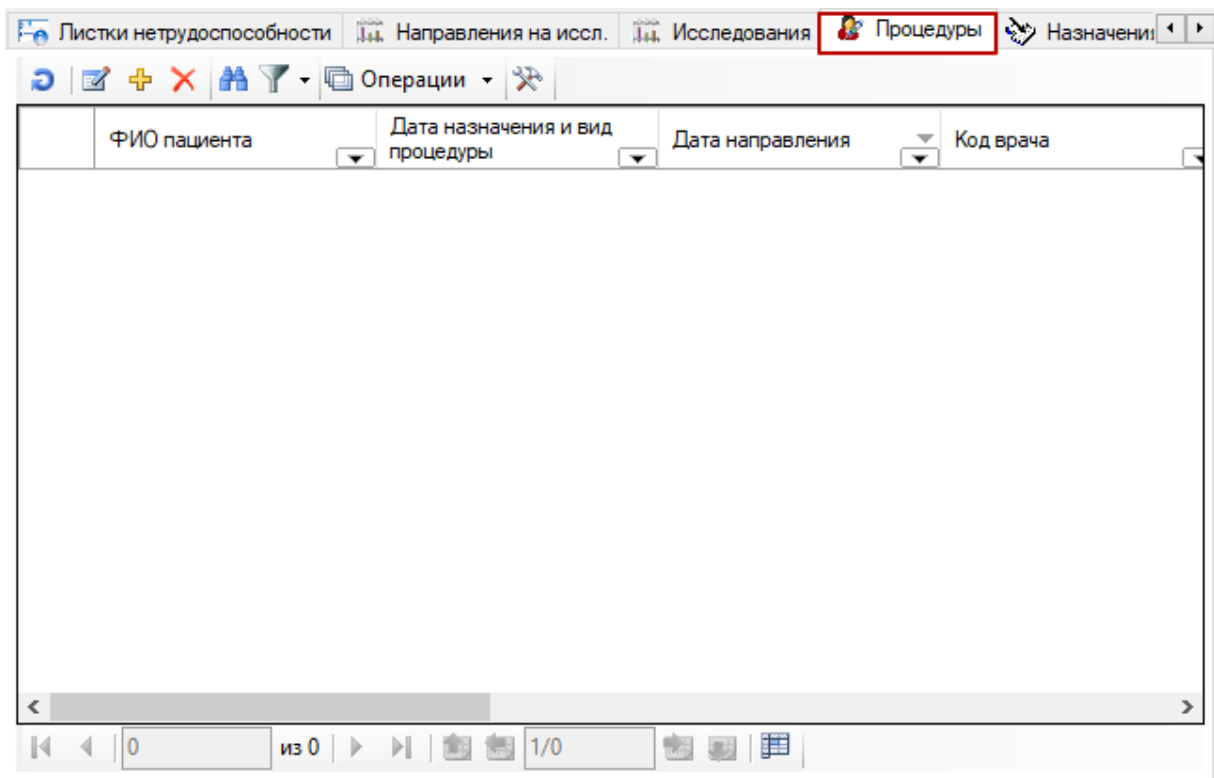 Листки нетрудоспособности Направления на иссл. Исследования Процедуры Назначени
Операции
ФИО пациента Дата назначения и вид процедуры Дата направления Код врача
0 из 0 1/0